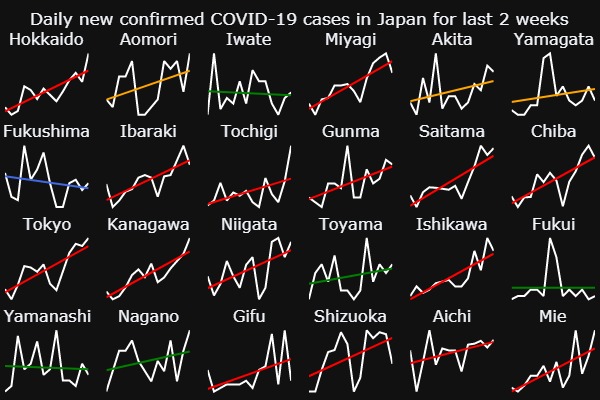 Daily new confirmed COVID-19 cases in Japan for last 2 weeks
Hokkaido Aomori Iwate Miyagi Akita Yamagata
Fukushima Ibaraki Tochigi Gunma Saitama Chiba
Tokyo Kanagawa Niigata Toyama Ishikawa Fukui
Yamanashi Nagano Gifu Shizuoka Aichi Mie